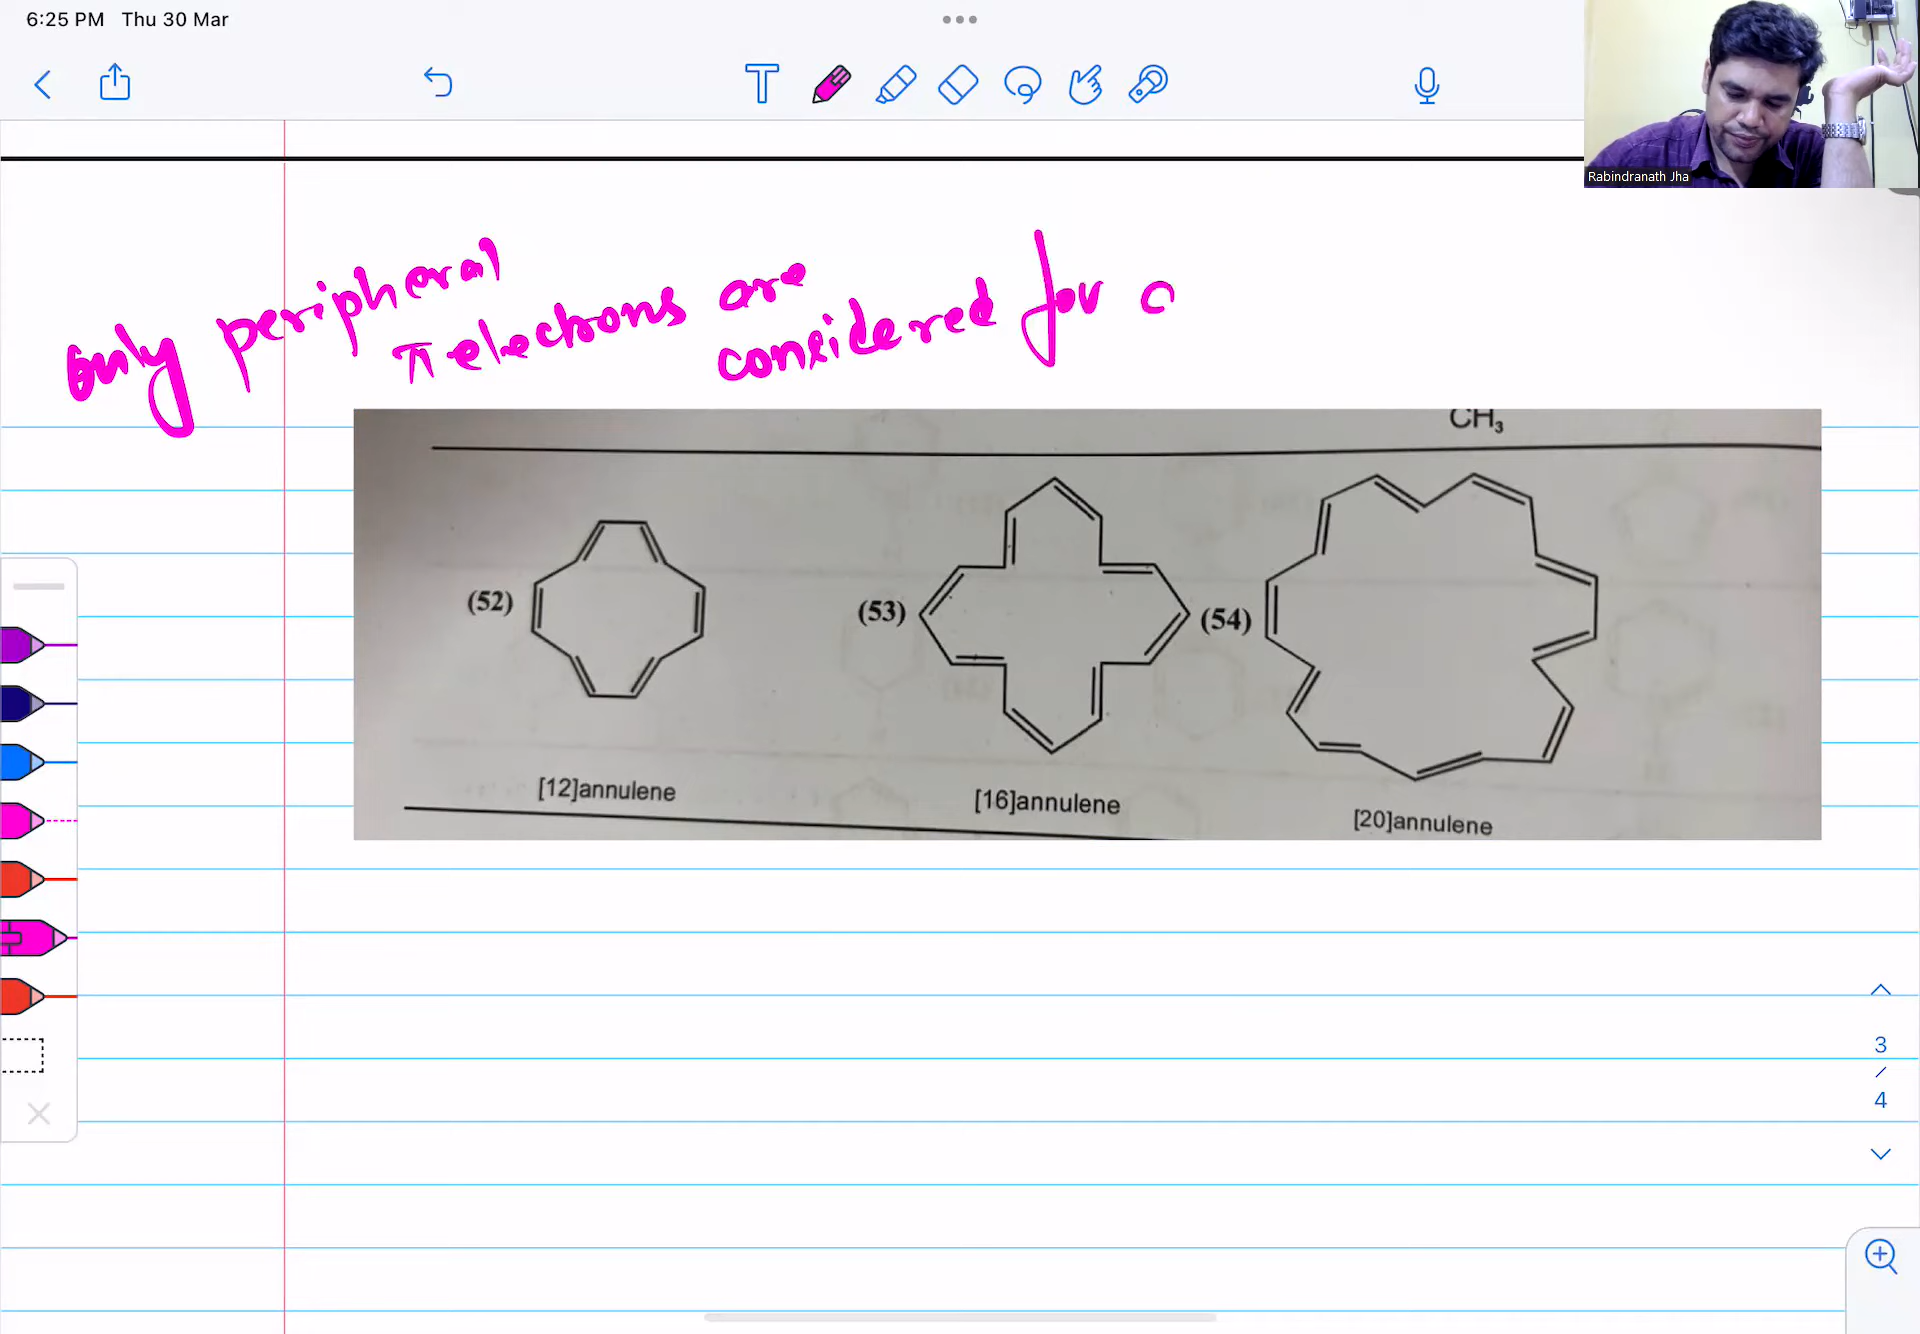 6:25 PM Thu 30 Mar
Rabindranath Jha
only peripheral
π electrons are
considered for a
CH₃
(52)
(53)
(54)
[12]annulene
[16]annulene
[20]annulene
3
/
4